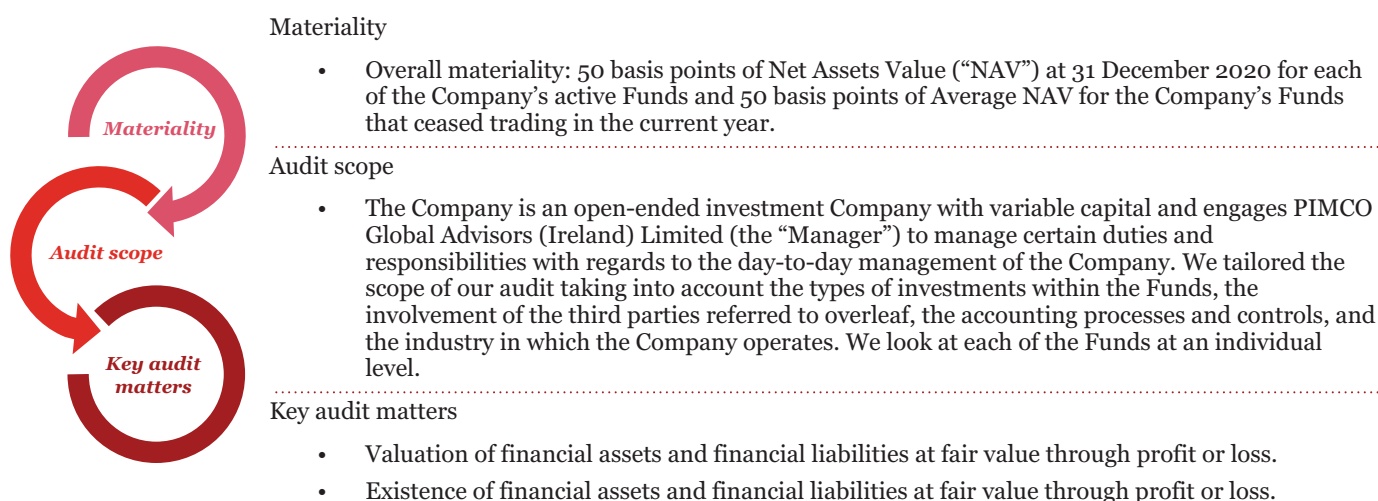 Materiality
• Overall materiality: 50 basis points of Net Assets Value (“NAV”) at 31 December 2020 for each
of the Company’s active Funds and 50 basis points of Average NAV for the Company’s Funds
that ceased trading in the current year.
Materiality
Audit scope
• The Company is an open-ended investment Company with variable capital and engages PIMCO
Global Advisors (Ireland) Limited (the “Manager”) to manage certain duties and
responsibilities with regards to the day-to-day management of the Company. We tailored the
scope of our audit taking into account the types of investments within the Funds, the
involvement of the third parties referred to overleaf, the accounting processes and controls, and
the industry in which the Company operates. We look at each of the Funds at an individual
level.
Audit scope
Key audit matters
• Valuation of financial assets and financial liabilities at fair value through profit or loss.
• Existence of financial assets and financial liabilities at fair value through profit or loss.
Key audit
matters